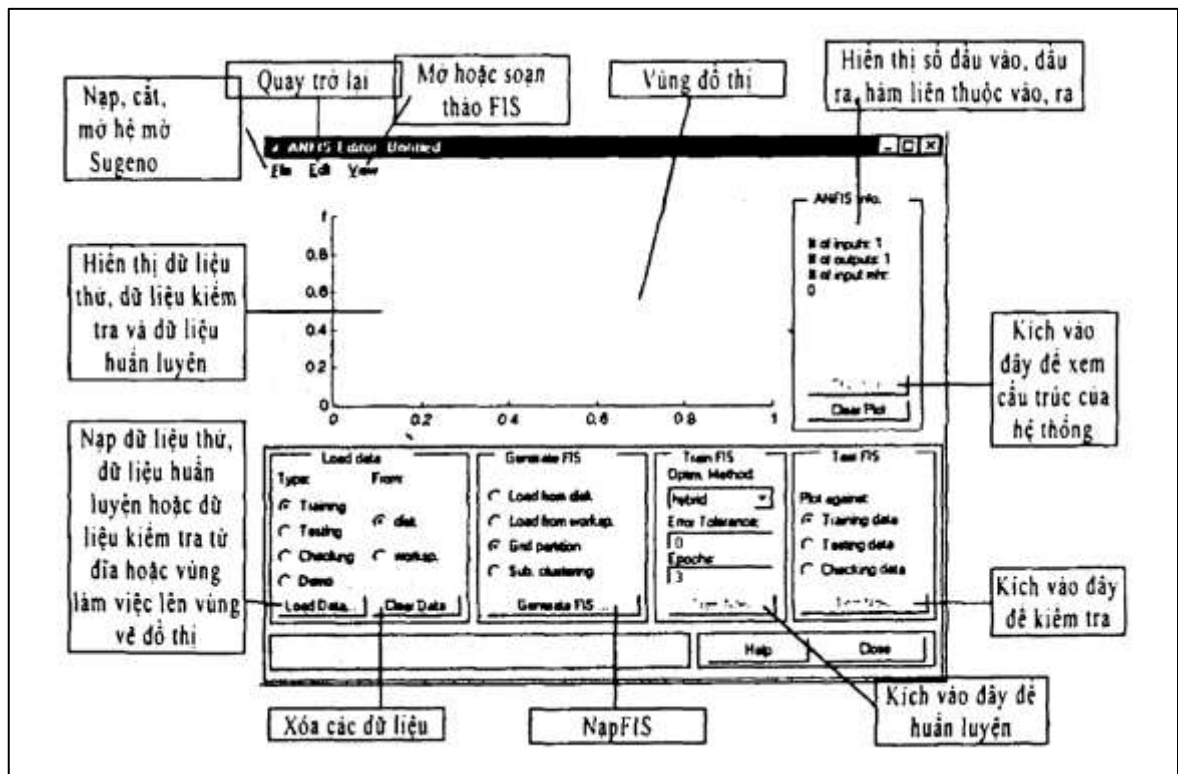 Nạp, cất,
mở hệ mờ
Sugeno
Quay trở lại
Mở hoặc soạn
thảo FIS
Vùng đồ thị
Hiển thị số đầu vào, đầu
ra, hàm liên thuộc vào, ra
ANFIS Editor: Untitled
File Edit View
ANFIS Info.
# of inputs: 1
# of outputs: 1
# of input mfs:
0
Clear Plot
1
0.8
0.6
0.4
0.2
0
0 0.2 0.4 0.6 0.8 1
Hiển thị dữ liệu
thử, dữ liệu kiểm
tra và dữ liệu
huấn luyện
Kích vào
đây để xem
cấu trúc của
hệ thống
Nạp dữ liệu thử,
dữ liệu huấn
luyện hoặc dữ
liệu kiểm tra từ
đĩa hoặc vùng
làm việc lên vùng
vẽ đồ thị
Load data
Type: From:
Training
Testing
Checking
Demo
disk
worksp.
Load Data... Clear Data
Generate FIS
Load from disk
Load from worksp.
Grid partition
Sub. clustering
Generate FIS ...
Train FIS
Optim. Method:
hybrid
Error Tolerance:
0
Epochs:
3
Train Now
Test FIS
Plot against:
Training data
Testing data
Checking data
Test Now
Help Close
Kích vào đây
để kiểm tra
Xóa các dữ liệu
NạpFIS
Kích vào đây để
huấn luyện